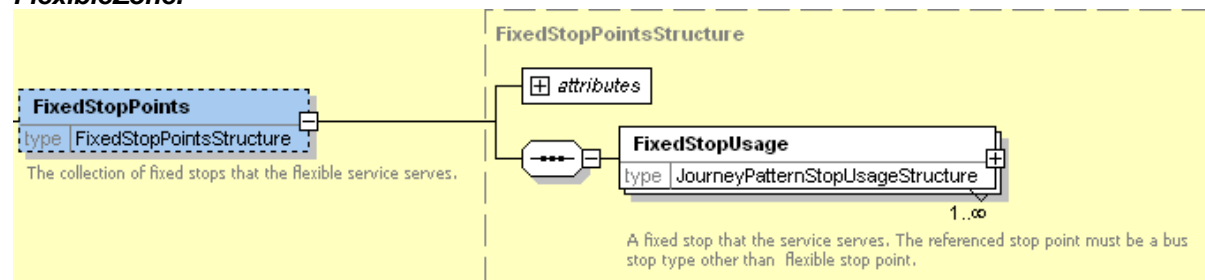 FlexibleZone.
FixedStopPointsStructure
attributes
FixedStopPoints
type FixedStopPointsStructure
The collection of fixed stops that the flexible service serves.
FixedStopUsage
type JourneyPatternStopUsageStructure
1..∞
A fixed stop that the service serves. The referenced stop point must be a bus
stop type other than flexible stop point.